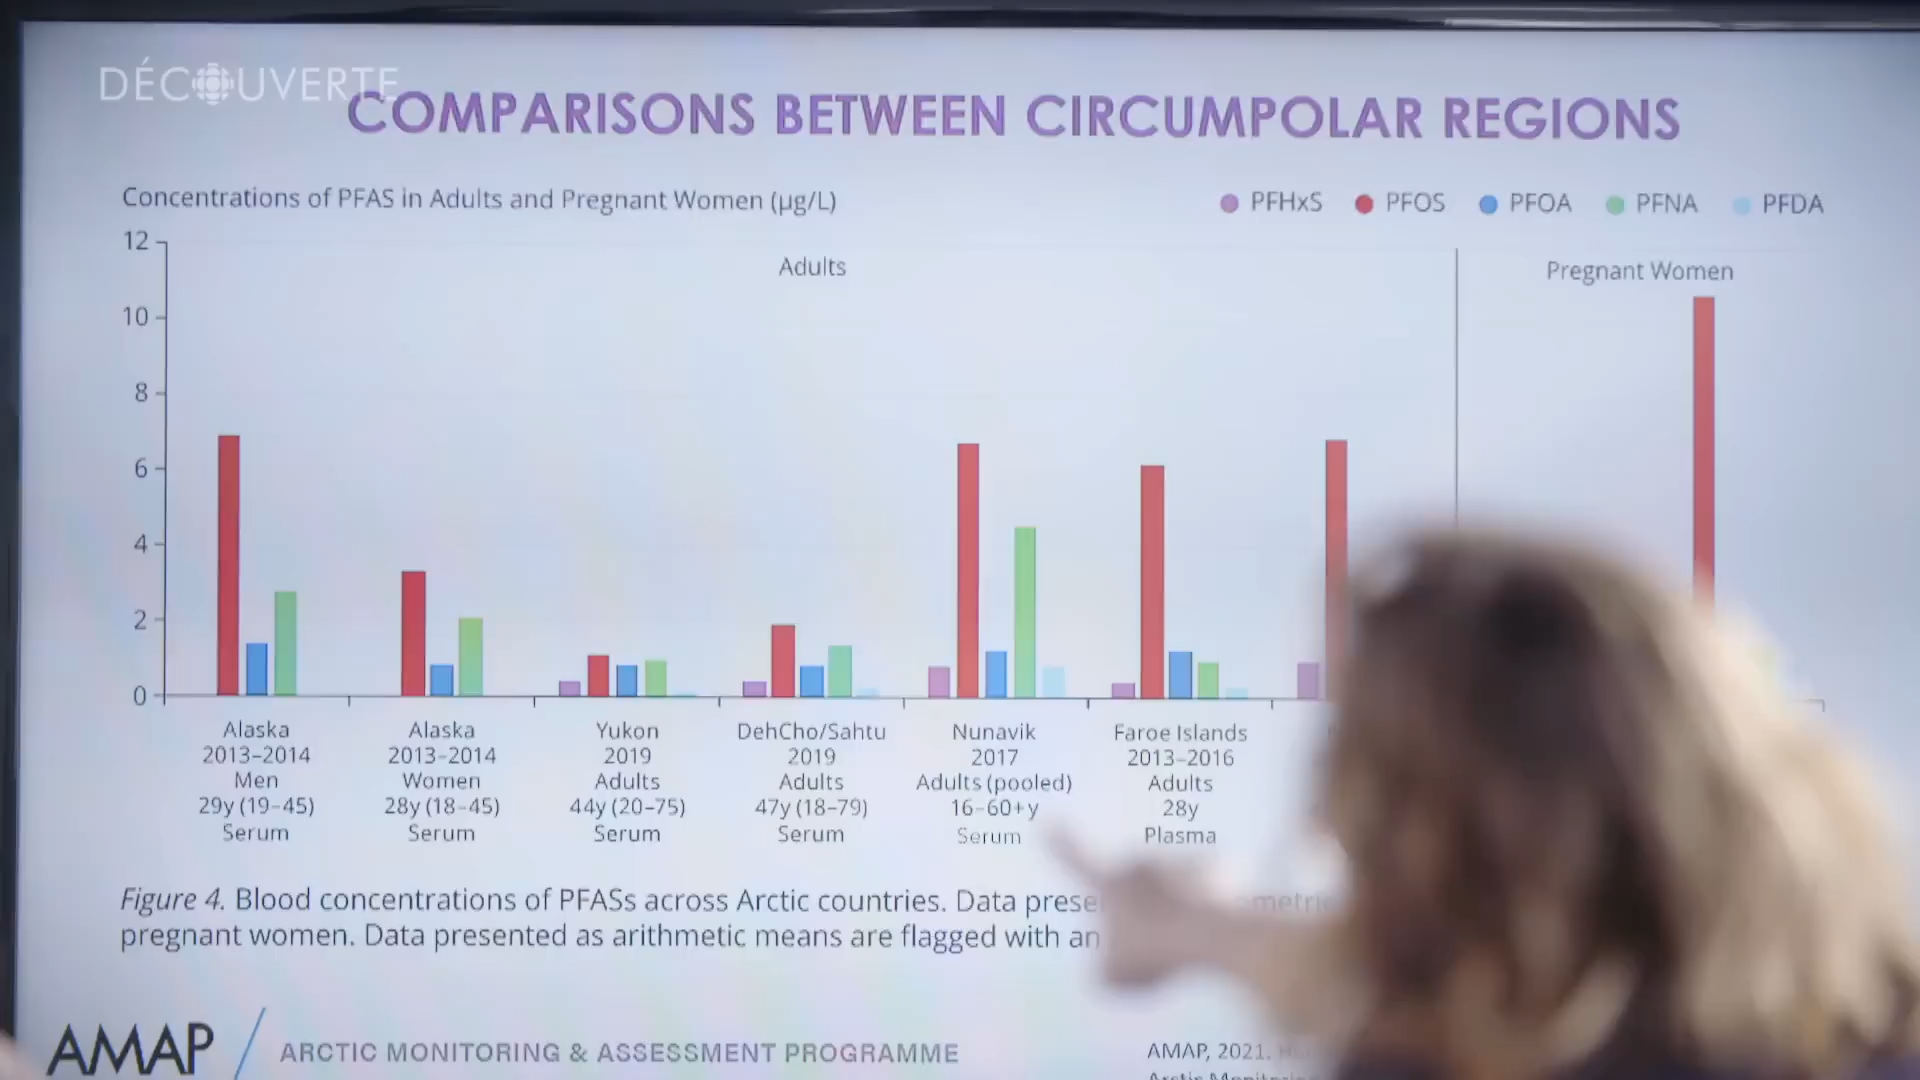 DÉCOUVERTE
COMPARISONS BETWEEN CIRCUMPOLAR REGIONS
Concentrations of PFAS in Adults and Pregnant Women (µg/L)
PFHxS PFOS PFOA PFNA PFDA
12
10
8
6
4
2
0
Adults
Pregnant Women
Alaska
2013–2014
Men
29y (19–45)
Serum
Alaska
2013–2014
Women
28y (18–45)
Serum
Yukon
2019
Adults
44y (20–75)
Serum
DehCho/Sahtu
2019
Adults
47y (18–79)
Serum
Nunavik
2017
Adults (pooled)
16–60+y
Serum
Faroe Islands
2013–2016
Adults
28y
Plasma
Figure 4. Blood concentrations of PFASs across Arctic countries. Data
pregnant women. Data presented as arithmetic means are flagged with an
AMAP
ARCTIC MONITORING & ASSESSMENT PROGRAMME
AMAP, 2021.
Arctic